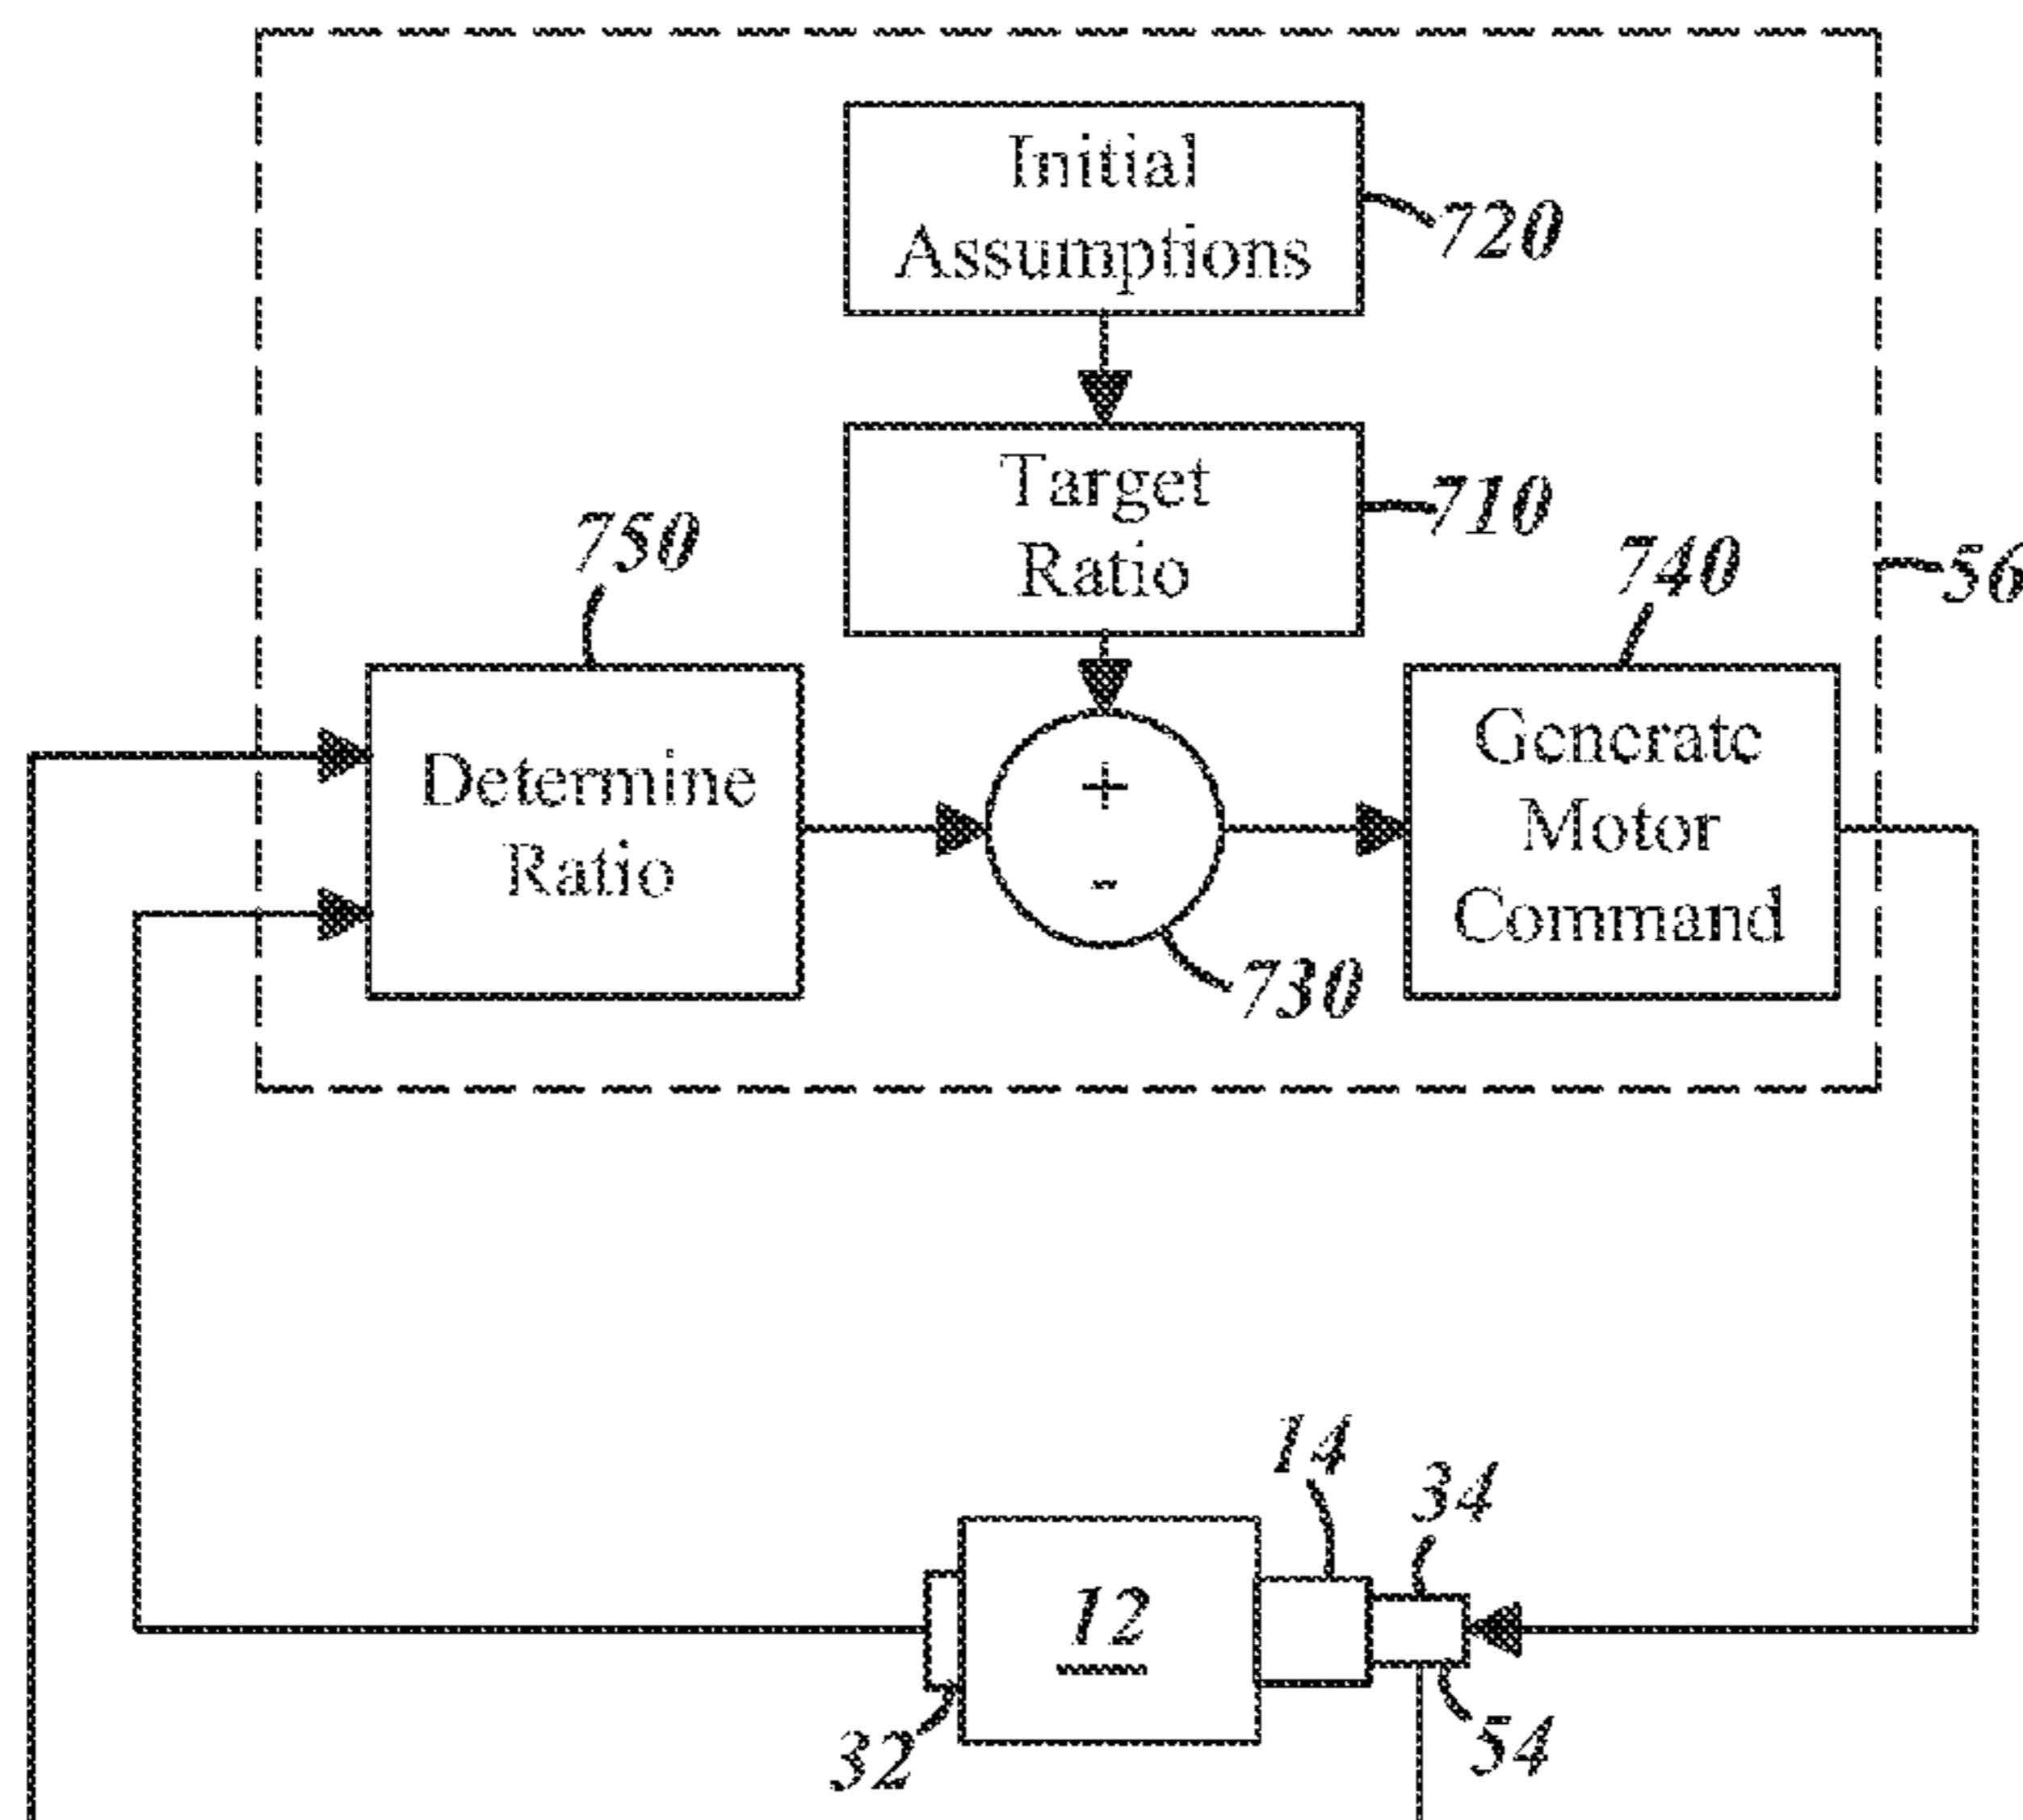 Initial
Assumptions
720
Target
Ratio
710
750
740
56
Determine
Ratio
+
-
Generate
Motor
Command
730
14
34
12
32
54